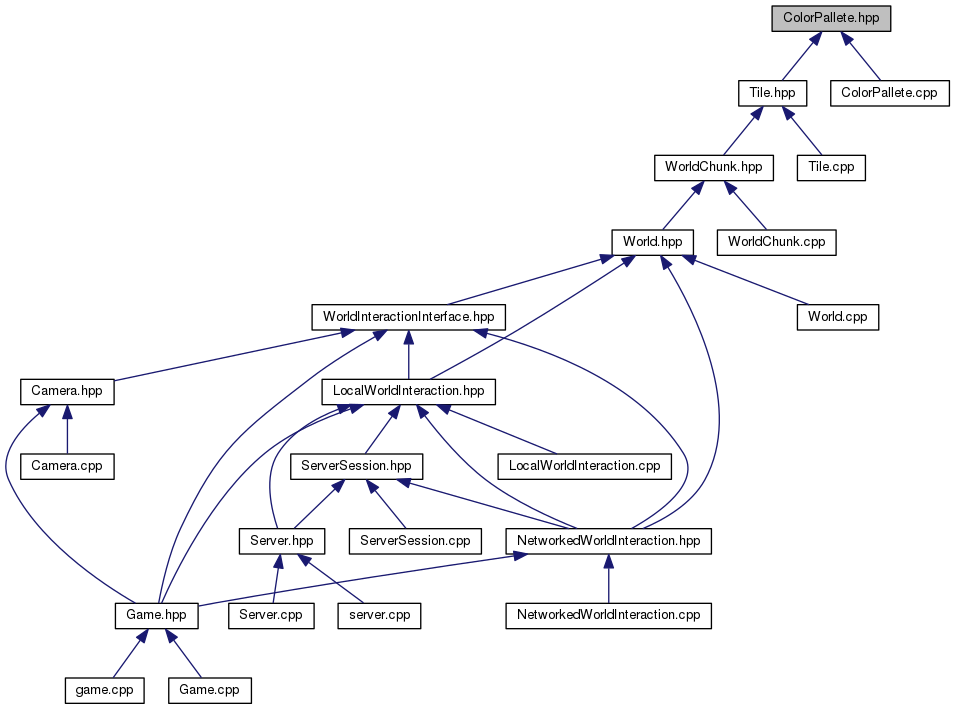 ColorPallete.hpp
Tile.hpp
ColorPallete.cpp
WorldChunk.hpp
Tile.cpp
World.hpp
WorldChunk.cpp
WorldInteractionInterface.hpp
World.cpp
Camera.hpp
LocalWorldInteraction.hpp
Camera.cpp
ServerSession.hpp
LocalWorldInteraction.cpp
Server.hpp
ServerSession.cpp
NetworkedWorldInteraction.hpp
Game.hpp
Server.cpp
server.cpp
NetworkedWorldInteraction.cpp
game.cpp
Game.cpp